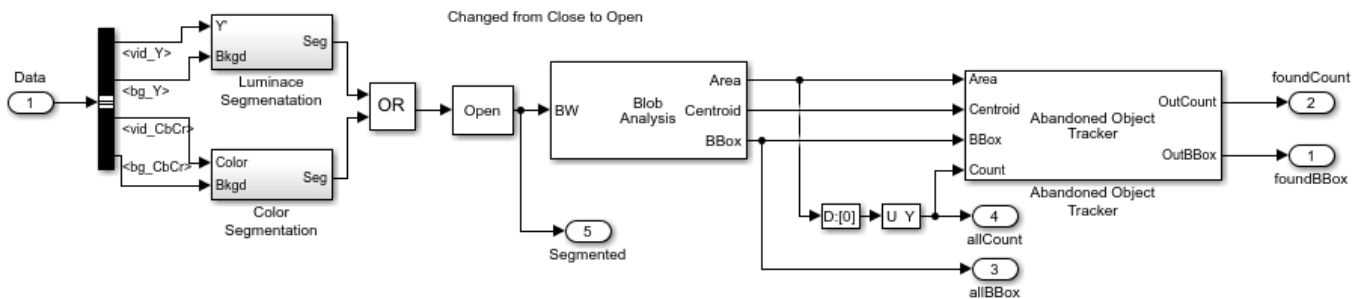 Changed from Close to Open
Data
1
<vid_Y>
<bg_Y>
<vid_CbCr>
<bg_CbCr>
Y'
Bkgd
Seg
Luminace
Segmenatation
Color
Bkgd
Seg
Color
Segmentation
OR
Open
5
Segmented
BW
Blob
Analysis
Area
Centroid
BBox
D:[0]
U Y
Area
Centroid
BBox
Count
Abandoned Object
Tracker
OutCount
OutBBox
Abandoned Object
Tracker
foundCount
2
1
foundBBox
4
allCount
3
allBBox